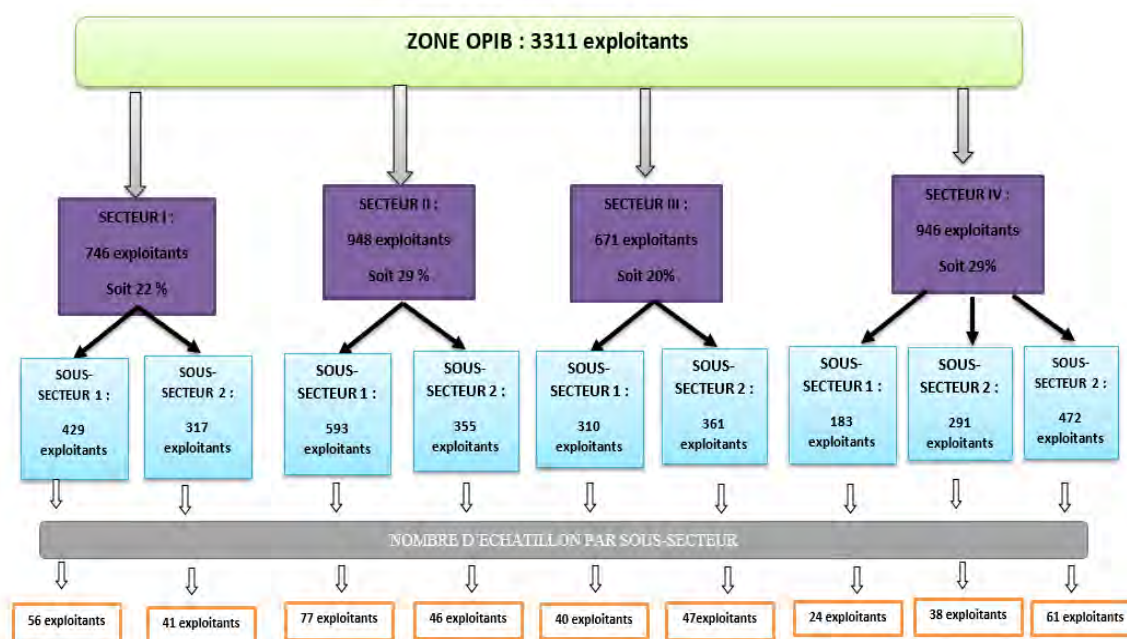 ZONE OPIB : 3311 exploitants
SECTEUR I :
746 exploitants
Soit 22 %
SECTEUR II :
948 exploitants
Soit 29 %
SECTEUR III :
671 exploitants
Soit 20%
SECTEUR IV :
946 exploitants
Soit 29%
SOUS-
SECTEUR 1 :
429
exploitants
SOUS-
SECTEUR 2 :
317
exploitants
SOUS-
SECTEUR 1 :
593
exploitants
SOUS-
SECTEUR 2 :
355
exploitants
SOUS-
SECTEUR 1 :
310
exploitants
SOUS-
SECTEUR 2 :
361
exploitants
SOUS-
SECTEUR 1 :
183
exploitants
SOUS-
SECTEUR 2 :
291
exploitants
SOUS-
SECTEUR 2 :
472
exploitants
NOMBRE D'ECHATILLON PAR SOUS-SECTEUR
56 exploitants
41 exploitants
77 exploitants
46 exploitants
40 exploitants
47exploitants
24 exploitants
38 exploitants
61 exploitants